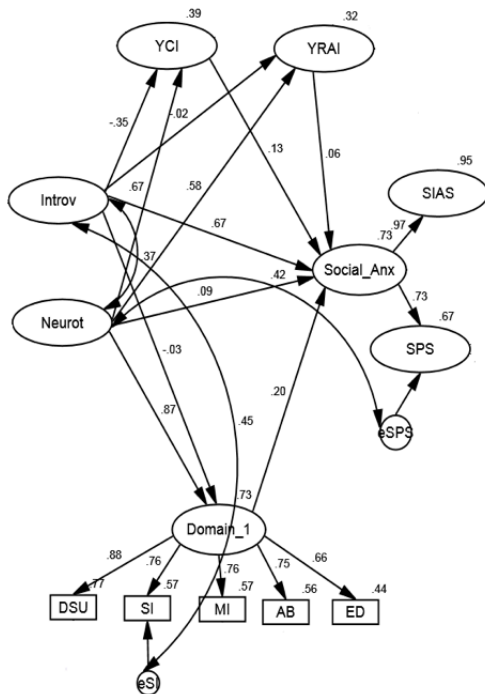 .39
.32
YCI
YRAI
-.02
-.35
.13
.06
.95
.67
.58
SIAS
Introv
.67
.73
.97
.37
Social_Anx
.42
.73
.09
Neurot
.67
-.03
SPS
.87
.20
.45
eSPS
.73
Domain_1
.88
.76
.76
.75
.66
.77
.57
.57
.56
.44
DSU
SI
MI
AB
ED
eSI